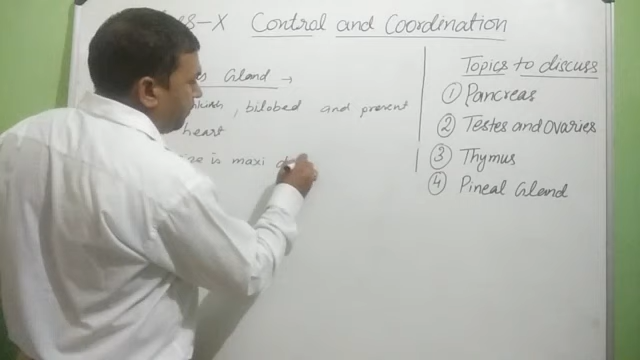 ss-X Control and Coordination
Gland →
, bilobed and present
heart
is maxi
Topics to discuss
① Pancreas
② Testes and Ovaries
③ Thymus
④ Pineal Gland